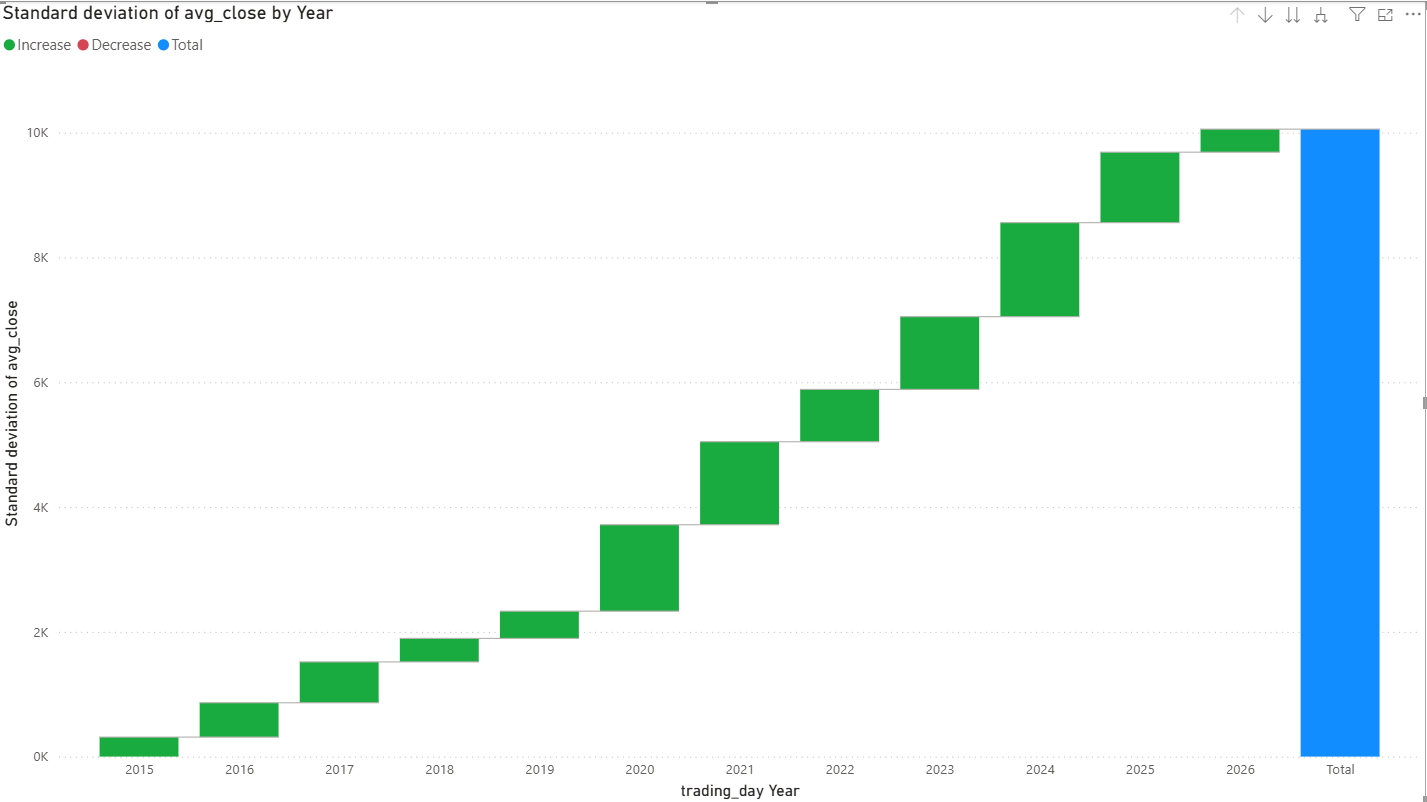 Standard deviation of avg_close by Year
Increase Decrease Total
10K
8K
6K
4K
2K
0K
Standard deviation of avg_close
2015 2016 2017 2018 2019 2020 2021 2022 2023 2024 2025 2026 Total
trading_day Year